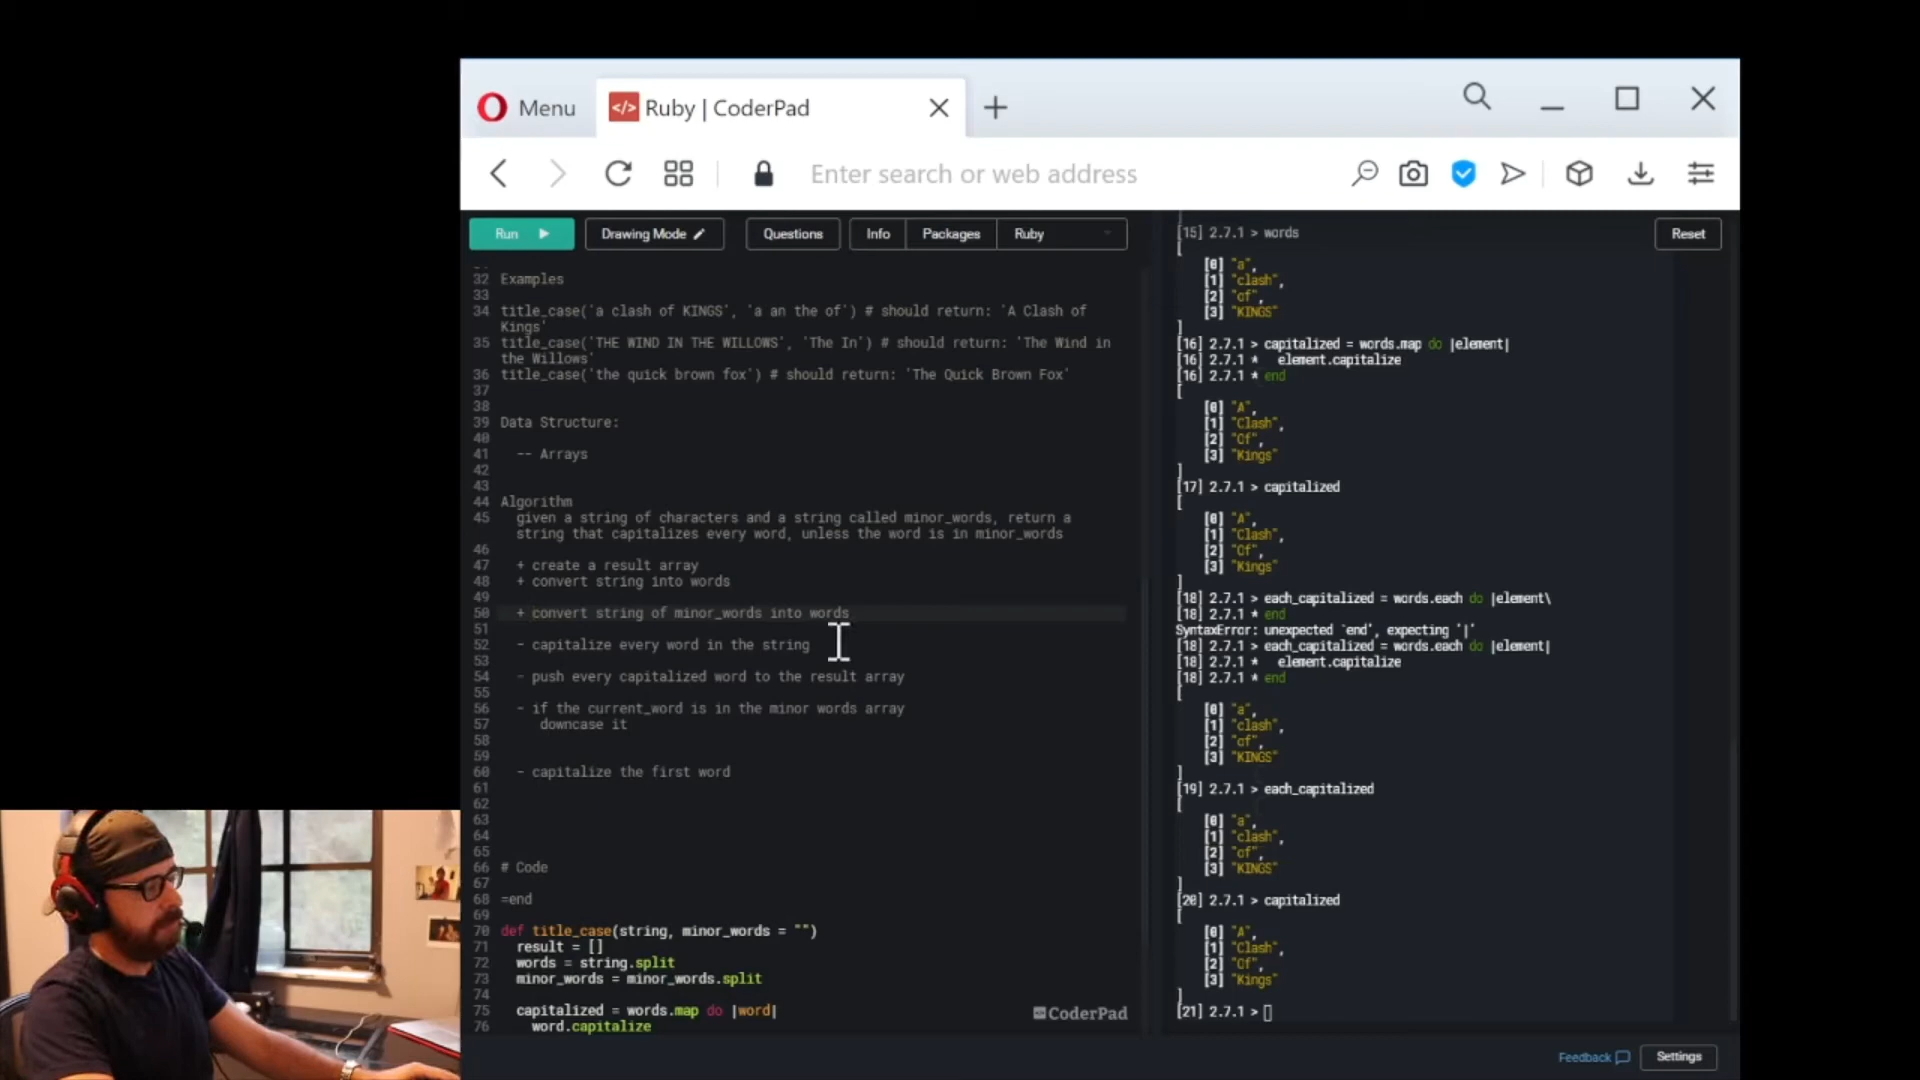 Menu
Ruby | CoderPad
Enter search or web address
Run
Drawing Mode
Questions
Info
Packages
Ruby
Reset
32 Examples
33
34 title_case('a clash of KINGS', 'a an the of') # should return: 'A Clash of
Kings'
35 title_case('THE WIND IN THE WILLOWS', 'The In') # should return: 'The Wind in
the Willows'
36 title_case('the quick brown fox') # should return: 'The Quick Brown Fox'
37
38
39 Data Structure:
40
41 -- Arrays
42
43
44 Algorithm
45 given a string of characters and a string called minor_words, return a
string that capitalizes every word, unless the word is in minor_words
46
47 + create a result array
48 + convert string into words
49
50 + convert string of minor_words into words
51
52 - capitalize every word in the string
53
54 - push every capitalized word to the result array
55
56 - if the current_word is in the minor words array
57 downcase it
58
59
60 - capitalize the first word
61
62
63
64
65
66 # Code
67
68 =end
69
70 def title_case(string, minor_words = "")
71 result = []
72 words = string.split
73 minor_words = minor_words.split
74
75 capitalized = words.map do |word|
76 word.capitalize
CoderPad
[15] 2.7.1 > words
[
[0] "a",
[1] "clash",
[2] "of",
[3] "KINGS"
]
[16] 2.7.1 > capitalized = words.map do |element|
[16] 2.7.1 * element.capitalize
[16] 2.7.1 * end
[
[0] "A",
[1] "Clash",
[2] "Of",
[3] "Kings"
]
[17] 2.7.1 > capitalized
[
[0] "A",
[1] "Clash",
[2] "Of",
[3] "Kings"
]
[18] 2.7.1 > each_capitalized = words.each do |element\
[18] 2.7.1 * end
SyntaxError: unexpected `end', expecting '|'
[18] 2.7.1 > each_capitalized = words.each do |element|
[18] 2.7.1 * element.capitalize
[18] 2.7.1 * end
[
[0] "a",
[1] "clash",
[2] "of",
[3] "KINGS"
]
[19] 2.7.1 > each_capitalized
[
[0] "a",
[1] "clash",
[2] "of",
[3] "KINGS"
]
[20] 2.7.1 > capitalized
[
[0] "A",
[1] "Clash",
[2] "Of",
[3] "Kings"
]
[21] 2.7.1 >
Feedback
Settings